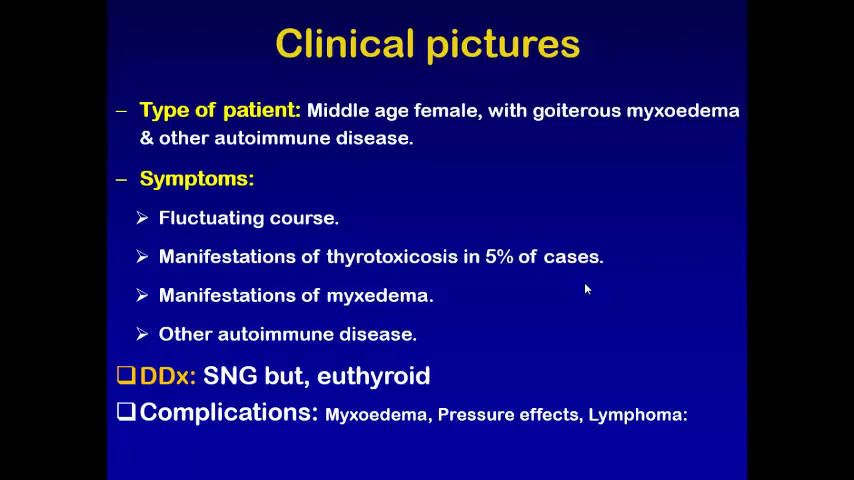 Clinical pictures
– Type of patient: Middle age female, with goiterous myxoedema
& other autoimmune disease.
– Symptoms:
➢ Fluctuating course.
➢ Manifestations of thyrotoxicosis in 5% of cases.
➢ Manifestations of myxedema.
➢ Other autoimmune disease.
❑DDx: SNG but, euthyroid
❑Complications: Myxoedema, Pressure effects, Lymphoma: